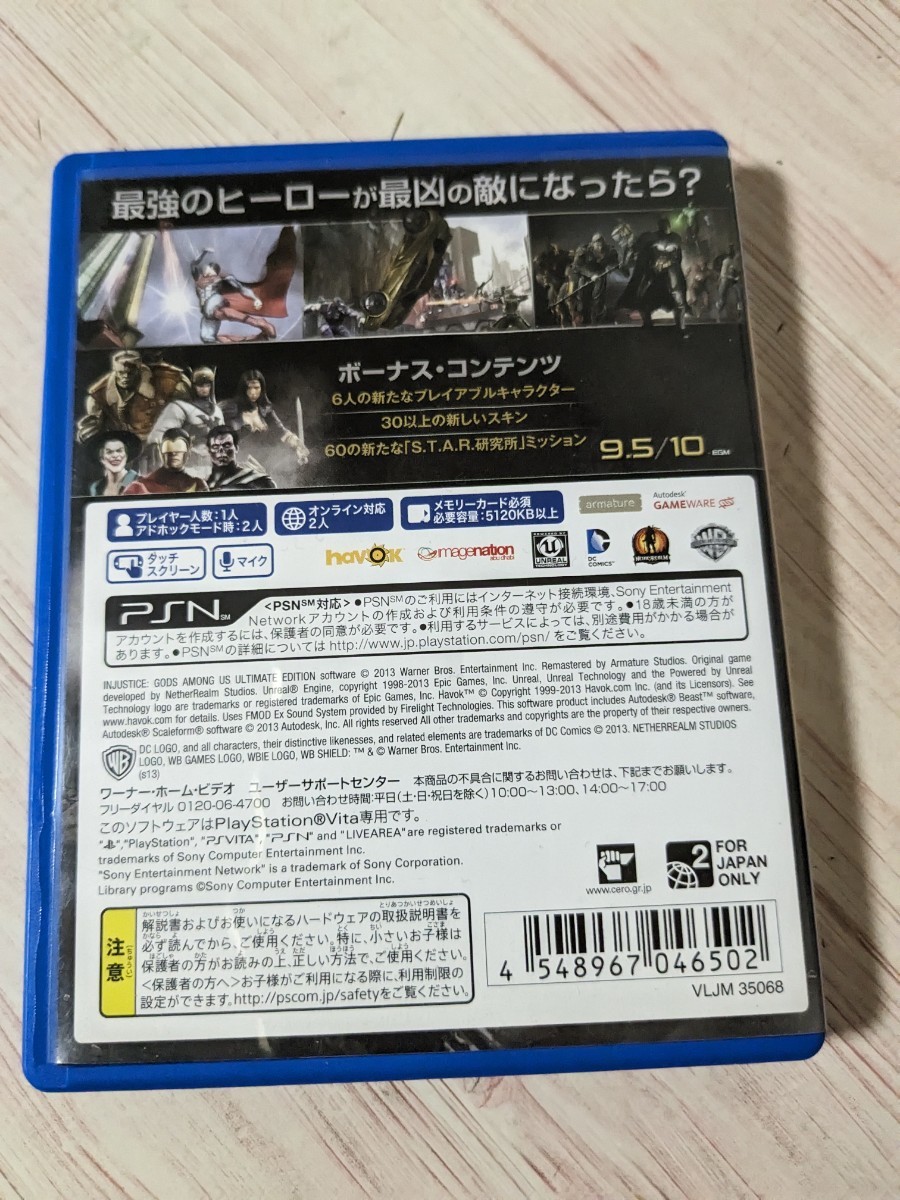 最強のヒーローが最凶の敵になったら?
ボーナス・コンテンツ
6人の新たなプレイアブルキャラクター
30以上の新しいスキン
60の新たな「S.T.A.R.研究所」ミッション
9.5/10 EGM
プレイヤー人数:1人
アドホックモード時:2人
オンライン対応
2人
メモリーカード必須
必要容量:5120KB以上
armature
Autodesk®
GAMEWARE
タッチ
スクリーン
マイク
havok
imagenation
abu dhabi
POWERED BY
UNREAL
TECHNOLOGY
DC
COMICS™
NETHERREALM
PSN℠
<PSN℠対応> ●PSN℠のご利用にはインターネット接続環境、Sony Entertainment
Networkアカウントの作成および利用条件の遵守が必要です。●18歳未満の方が
アカウントを作成するには、保護者の同意が必要です。●利用するサービスによっては、別途費用がかかる場合が
あります。●PSN℠の詳細については http://www.jp.playstation.com/psn/ をご覧ください。
INJUSTICE: GODS AMONG US ULTIMATE EDITION software © 2013 Warner Bros. Entertainment Inc. Remastered by Armature Studios. Original game
developed by NetherRealm Studios. Unreal® Engine, copyright 1998-2013 Epic Games, Inc. Unreal, Unreal Technology and the Powered by Unreal
Technology logo are trademarks or registered trademarks of Epic Games, Inc. Havok™ © Copyright 1999-2013 Havok.com Inc. (and its Licensors). See
www.havok.com for details. Uses FMOD Ex Sound System provided by Firelight Technologies. This software product includes Autodesk® Beast™ software,
Autodesk® Scaleform® software © 2013 Autodesk, Inc. All rights reserved All other trademarks and copyrights are the property of their respective owners.
DC LOGO, and all characters, their distinctive likenesses, and related elements are trademarks of DC Comics © 2013. NETHERREALM STUDIOS
LOGO, WB GAMES LOGO, WBIE LOGO, WB SHIELD: ™ & © Warner Bros. Entertainment Inc.
(s13)
ワーナー・ホーム・ビデオ ユーザーサポートセンター 本商品の不具合に関するお問い合わせは、下記までお願いします。
フリーダイヤル 0120-06-4700 お問い合わせ時間:平日(土・日・祝日を除く)10:00〜13:00、14:00〜17:00
このソフトウェアはPlayStation®Vita専用です。
" ", "PlayStation", "PSVITA", "PSN" and "LIVEAREA"are registered trademarks or
trademarks of Sony Computer Entertainment Inc.
"Sony Entertainment Network" is a trademark of Sony Corporation.
Library programs ©Sony Computer Entertainment Inc.
www.cero.gr.jp
2
FOR
JAPAN
ONLY
注意(ちゅうい)
解説書およびお使いになるハードウェアの取扱説明書を
必ず読んでから、ご使用ください。特に、小さいお子様は
保護者の方がお読みの上、正しい方法で、ご使用ください。
<保護者の方へ>お子様がご利用になる際に、利用制限の
設定ができます。http://pscom.jp/safetyをご覧ください。
4 548967 046502
VLJM 35068